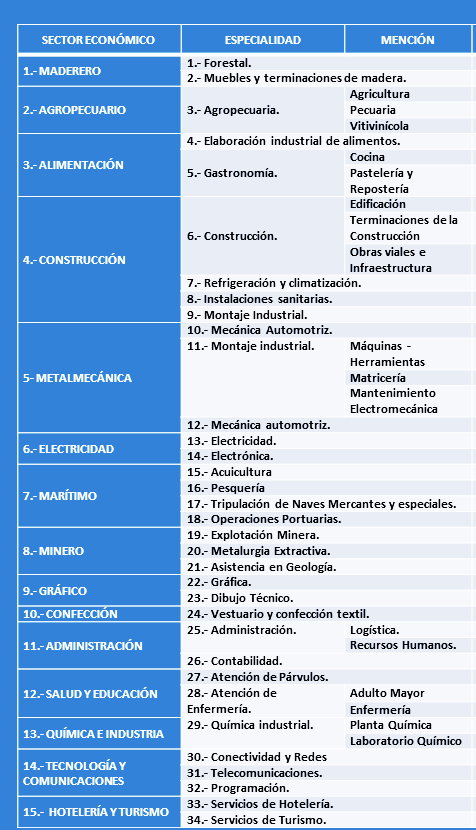 SECTOR ECONÓMICO ESPECIALIDAD MENCIÓN
1.- MADERERO
1.- Forestal.
2.- Muebles y terminaciones de madera.
2.- AGROPECUARIO
3.- Agropecuaria.
Agricultura
Pecuaria
Vitivinícola
3.- ALIMENTACIÓN
4.- Elaboración industrial de alimentos.
5.- Gastronomía.
Cocina
Pastelería y
Repostería
4.- CONSTRUCCIÓN
6.- Construcción.
Edificación
Terminaciones de la
Construcción
Obras viales e
Infraestructura
7.- Refrigeración y climatización.
8.- Instalaciones sanitarias.
9.- Montaje Industrial.
5- METALMECÁNICA
10.- Mecánica Automotriz.
11.- Montaje industrial.
Máquinas -
Herramientas
Matricería
Mantenimiento
Electromecánica
12.- Mecánica automotriz.
6.- ELECTRICIDAD
13.- Electricidad.
14.- Electrónica.
7.- MARÍTIMO
15.- Acuicultura
16.- Pesquería
17.- Tripulación de Naves Mercantes y especiales.
18.- Operaciones Portuarias.
8.- MINERO
19.- Explotación Minera.
20.- Metalurgia Extractiva.
21.- Asistencia en Geología.
9.- GRÁFICO
22.- Gráfica.
23.- Dibujo Técnico.
10.- CONFECCIÓN
24.- Vestuario y confección textil.
11.- ADMINISTRACIÓN
25.- Administración.
Logística.
Recursos Humanos.
26.- Contabilidad.
12.- SALUD Y EDUCACIÓN
27.- Atención de Párvulos.
28.- Atención de
Enfermería.
Adulto Mayor
Enfermería
13.- QUÍMICA E INDUSTRIA
29.- Química industrial.
Planta Química
Laboratorio Químico
14.- TECNOLOGÍA Y
COMUNICACIONES
30.- Conectividad y Redes
31.- Telecomunicaciones.
32.- Programación.
15.- HOTELERÍA Y TURISMO
33.- Servicios de Hotelería.
34.- Servicios de Turismo.